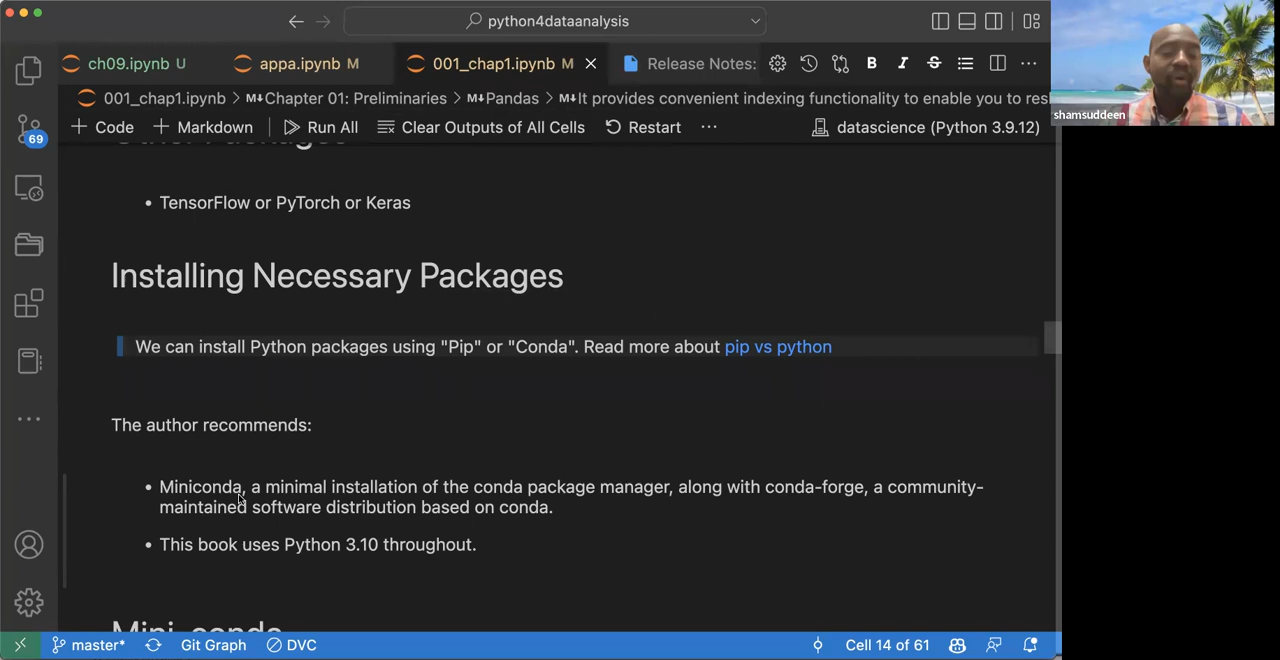 python4dataanalysis
ch09.ipynb U
appa.ipynb M
001_chap1.ipynb M
Release Notes:
001_chap1.ipynb > M↓Chapter 01: Preliminaries > M↓Pandas > M↓It provides convenient indexing functionality to enable you to res
+ Code + Markdown Run All Clear Outputs of All Cells Restart ··· datascience (Python 3.9.12)
shamsuddeen
Other Packages
• TensorFlow or PyTorch or Keras
Installing Necessary Packages
We can install Python packages using "Pip" or "Conda". Read more about pip vs python
The author recommends:
• Miniconda, a minimal installation of the conda package manager, along with conda-forge, a community-
maintained software distribution based on conda.
• This book uses Python 3.10 throughout.
Mini-conda
69
master* Git Graph DVC Cell 14 of 61